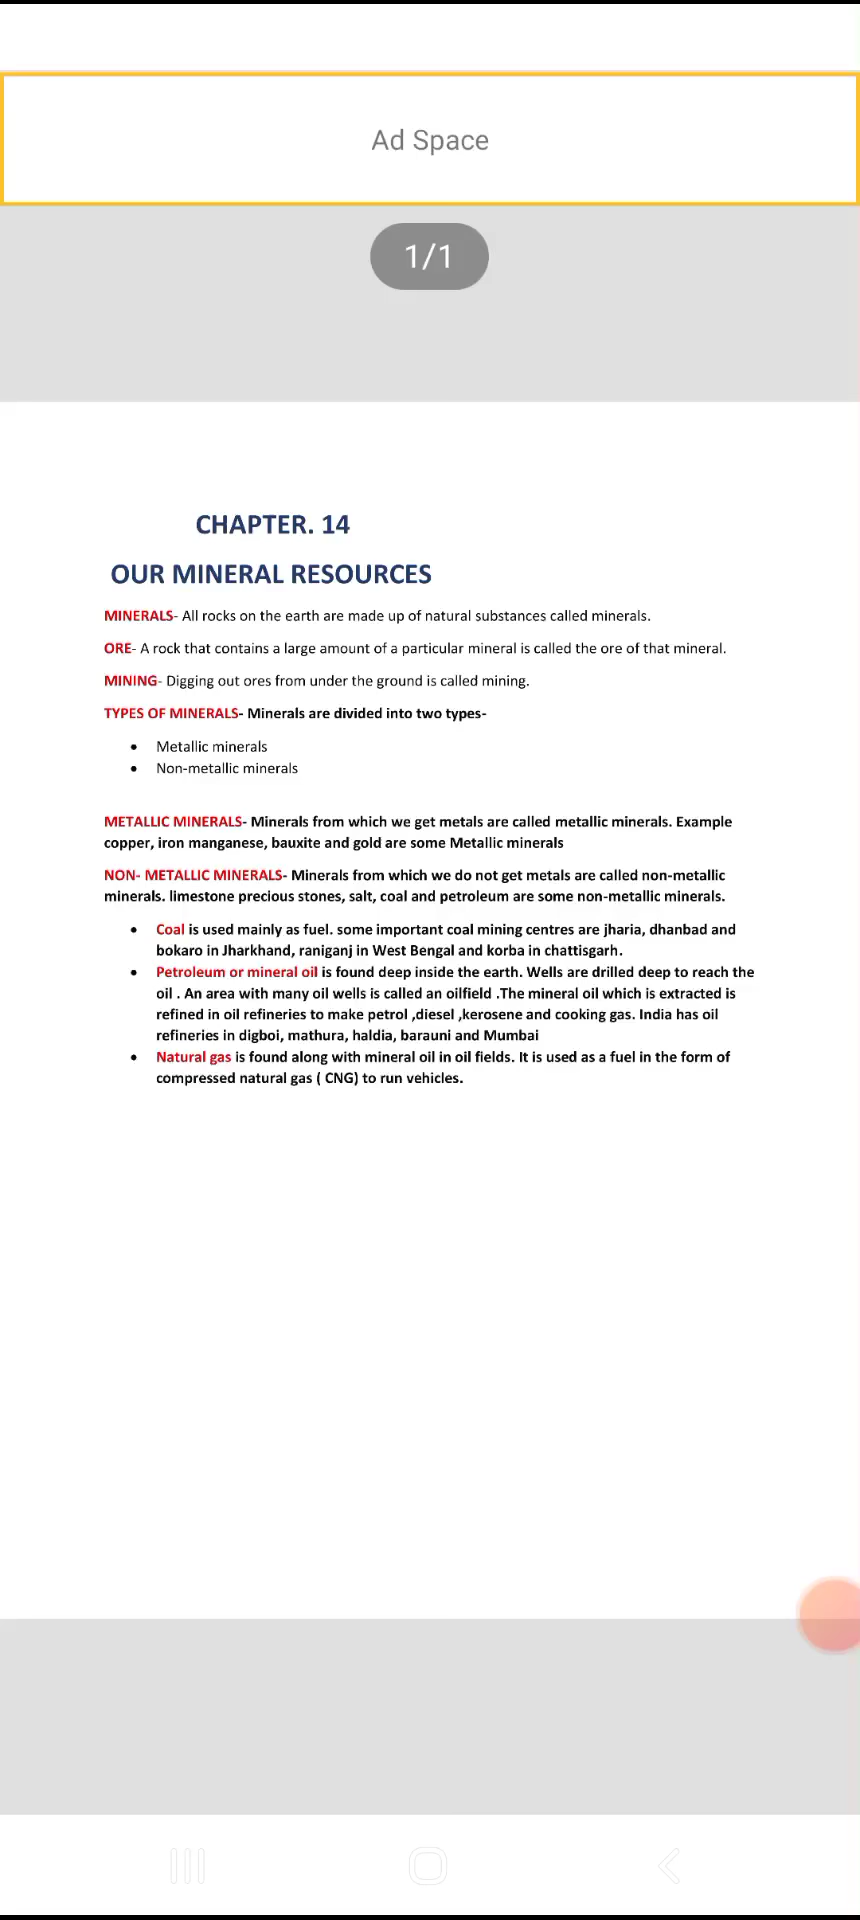 Ad Space
1/1
CHAPTER. 14
OUR MINERAL RESOURCES
MINERALS- All rocks on the earth are made up of natural substances called minerals.
ORE- A rock that contains a large amount of a particular mineral is called the ore of that mineral.
MINING- Digging out ores from under the ground is called mining.
TYPES OF MINERALS- Minerals are divided into two types-
• Metallic minerals
• Non-metallic minerals
METALLIC MINERALS- Minerals from which we get metals are called metallic minerals. Example
copper, iron manganese, bauxite and gold are some Metallic minerals
NON- METALLIC MINERALS- Minerals from which we do not get metals are called non-metallic
minerals. limestone precious stones, salt, coal and petroleum are some non-metallic minerals.
• Coal is used mainly as fuel. some important coal mining centres are jharia, dhanbad and
bokaro in Jharkhand, raniganj in West Bengal and korba in chattisgarh.
• Petroleum or mineral oil is found deep inside the earth. Wells are drilled deep to reach the
oil . An area with many oil wells is called an oilfield .The mineral oil which is extracted is
refined in oil refineries to make petrol ,diesel ,kerosene and cooking gas. India has oil
refineries in digboi, mathura, haldia, barauni and Mumbai
• Natural gas is found along with mineral oil in oil fields. It is used as a fuel in the form of
compressed natural gas ( CNG) to run vehicles.